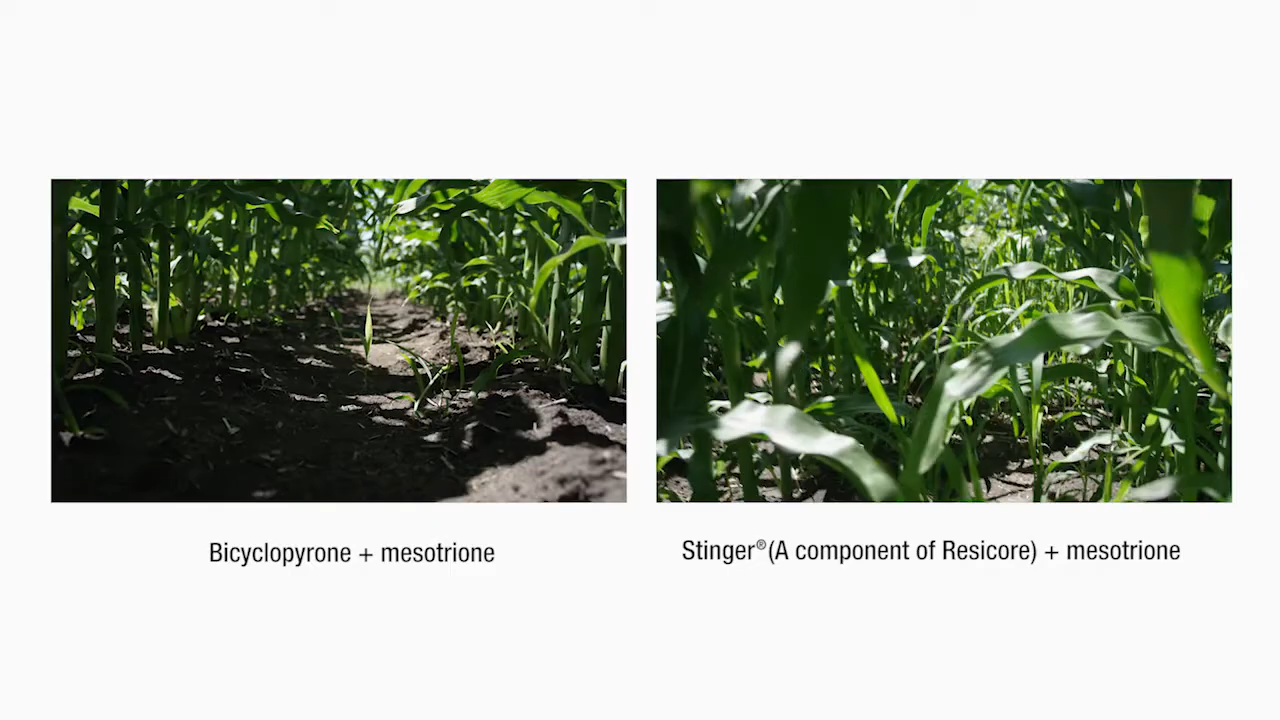 Bicyclopyrone + mesotrione
Stinger®(A component of Resicore) + mesotrione